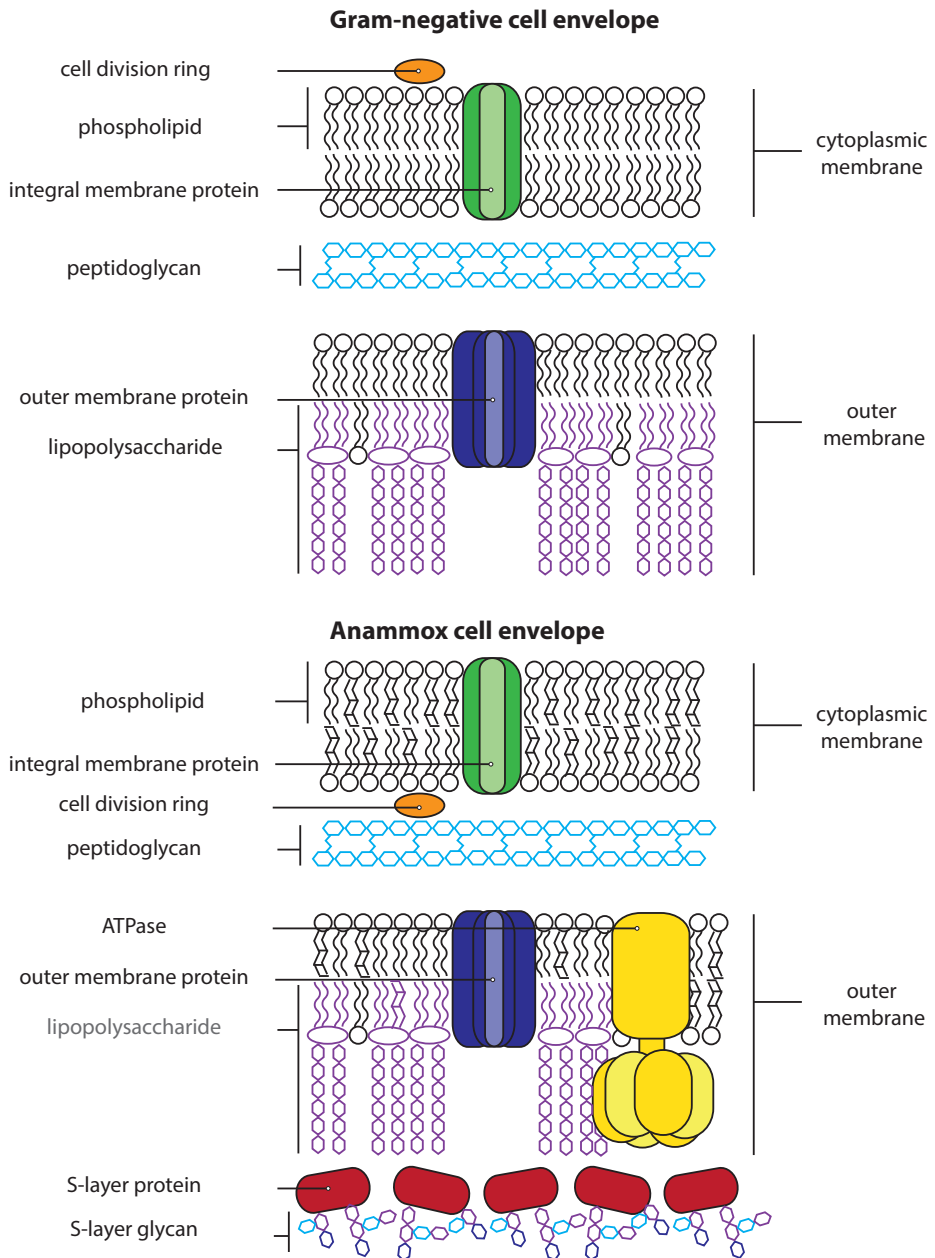 Gram-negative cell envelope
cell division ring
phospholipid
cytoplasmic
membrane
integral membrane protein
peptidoglycan
outer membrane protein
outer
membrane
lipopolysaccharide
Anammox cell envelope
phospholipid
cytoplasmic
membrane
integral membrane protein
cell division ring
peptidoglycan
ATPase
outer membrane protein
outer
membrane
lipopolysaccharide
S-layer protein
S-layer glycan